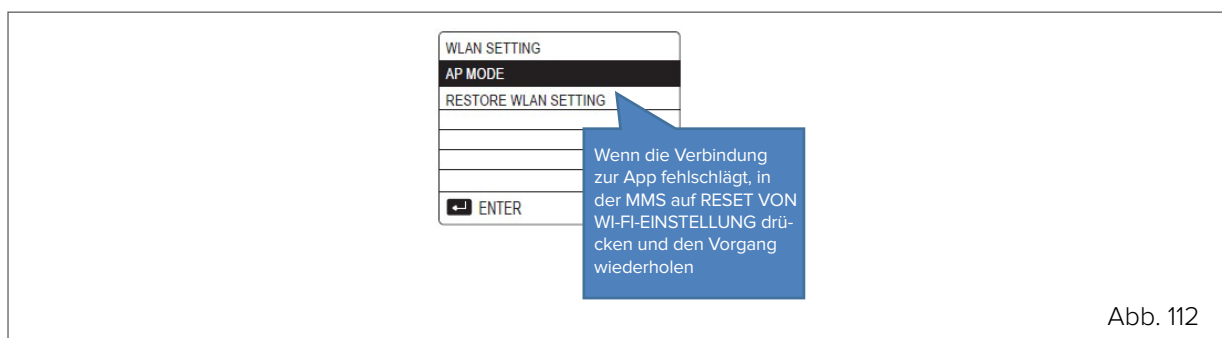 WLAN SETTING
AP MODE
RESTORE WLAN SETTING
ENTER
Wenn die Verbindung
zur App fehlschlägt, in
der MMS auf RESET VON
WI-FI-EINSTELLUNG drü-
cken und den Vorgang
wiederholen
Abb. 112